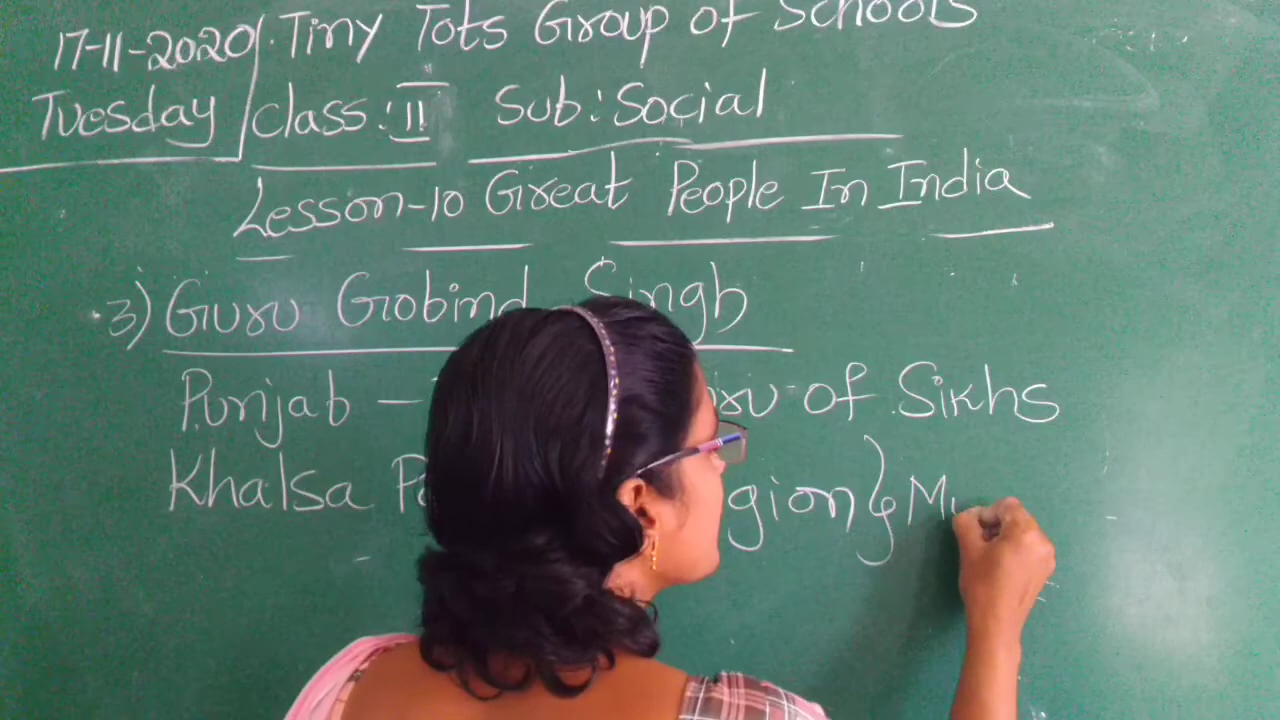 17-11-2020 Tiny Tots Group of Schools
Tuesday class: II Sub: Social
Lesson-10 Great People In India
3) Guru Gobind Singh
Punjab - of Sikhs
Khalsa